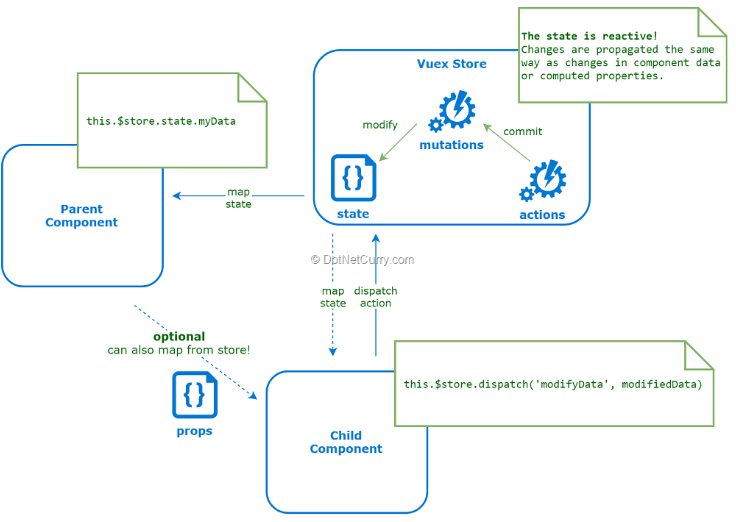 The state is reactive!
Changes are propagated the same
way as changes in component data
or computed properties.
Vuex Store
this.$store.state.myData
modify
commit
mutations
state
actions
map
state
Parent
Component
© DotNetCurry.com
map
state
dispatch
action
optional
can also map from store!
this.$store.dispatch('modifyData', modifiedData)
props
Child
Component